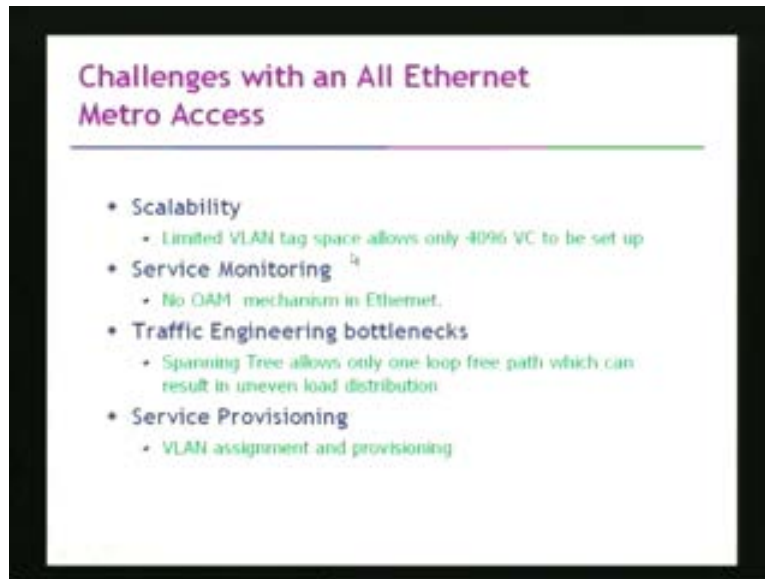 Challenges with an All Ethernet
Metro Access
• Scalability
• Limited VLAN tag space allows only 4096 VC to be set up
• Service Monitoring
• No OAM mechanism in Ethernet.
• Traffic Engineering bottlenecks
• Spanning Tree allows only one loop free path which can
result in uneven load distribution
• Service Provisioning
• VLAN assignment and provisioning